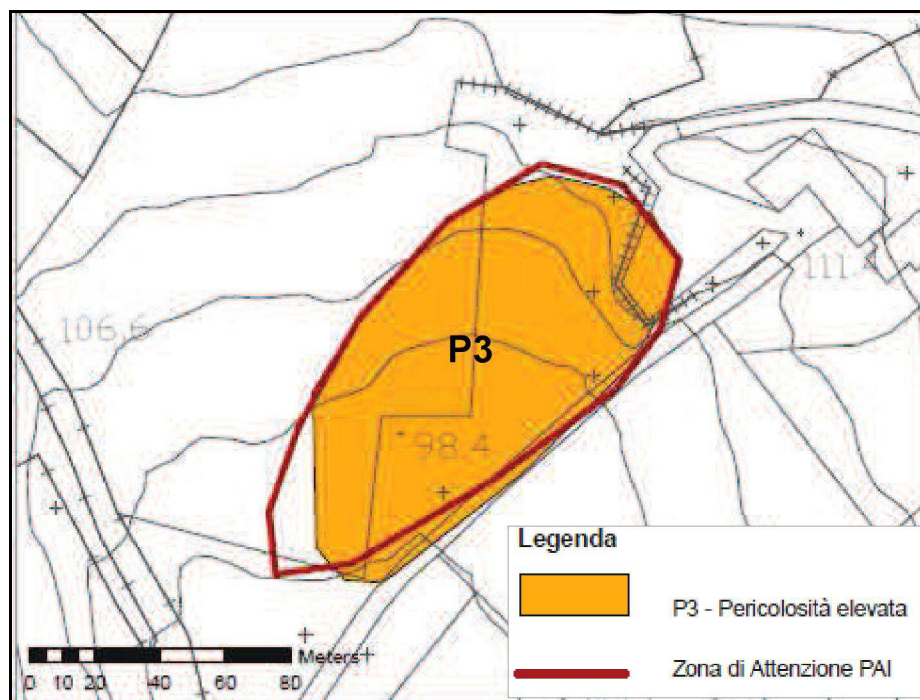 106.6
P3
98.4
111.
Legenda
P3 - Pericolosità elevata
Zona di Attenzione PAI
Meters
0 10 20 40 60 80